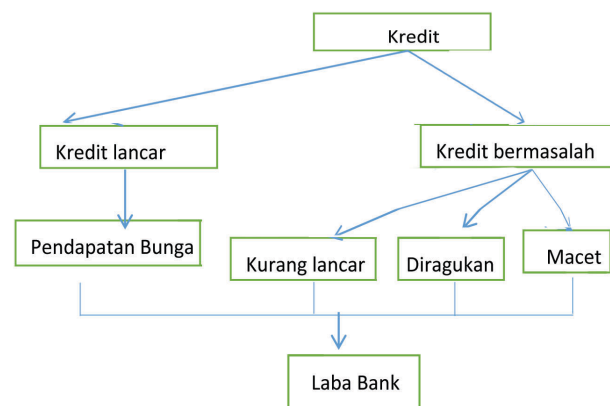 Kredit
Kredit lancar
Kredit bermasalah
Pendapatan Bunga
Kurang lancar
Diragukan
Macet
Laba Bank